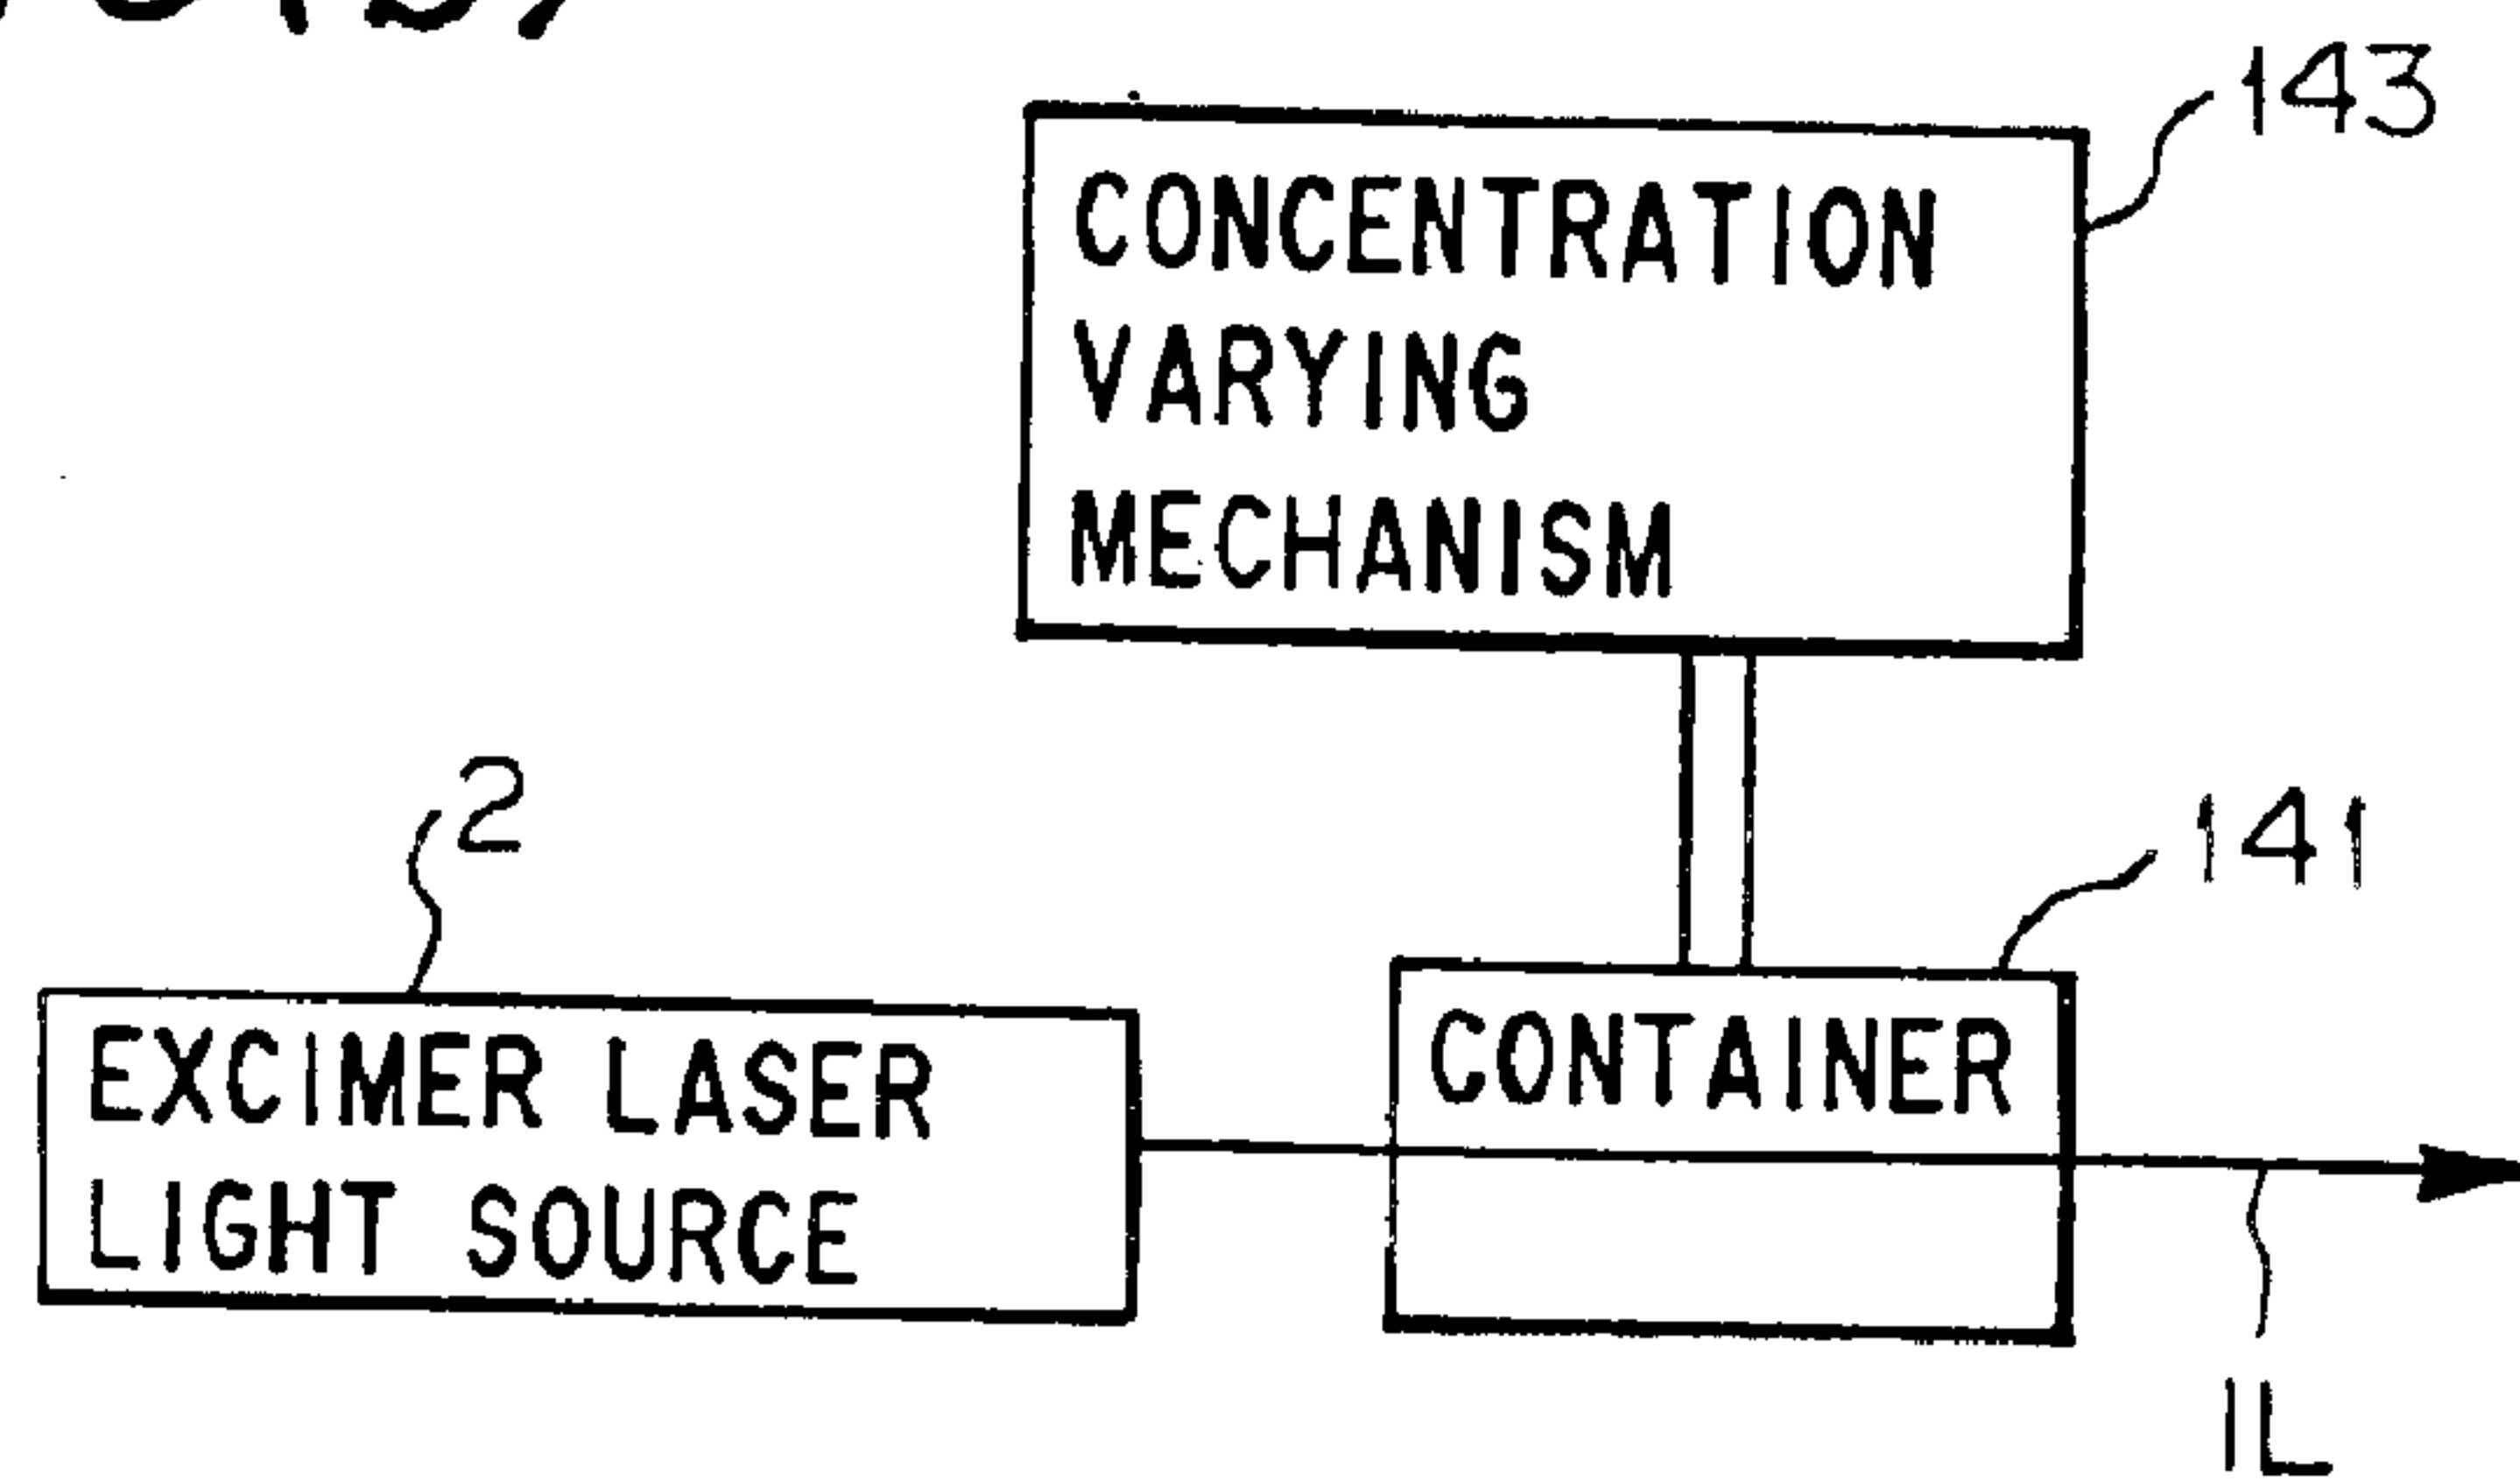 143
CONCENTRATION
VARYING
MECHANISM
2
141
EXCIMER LASER
LIGHT SOURCE
CONTAINER
IL